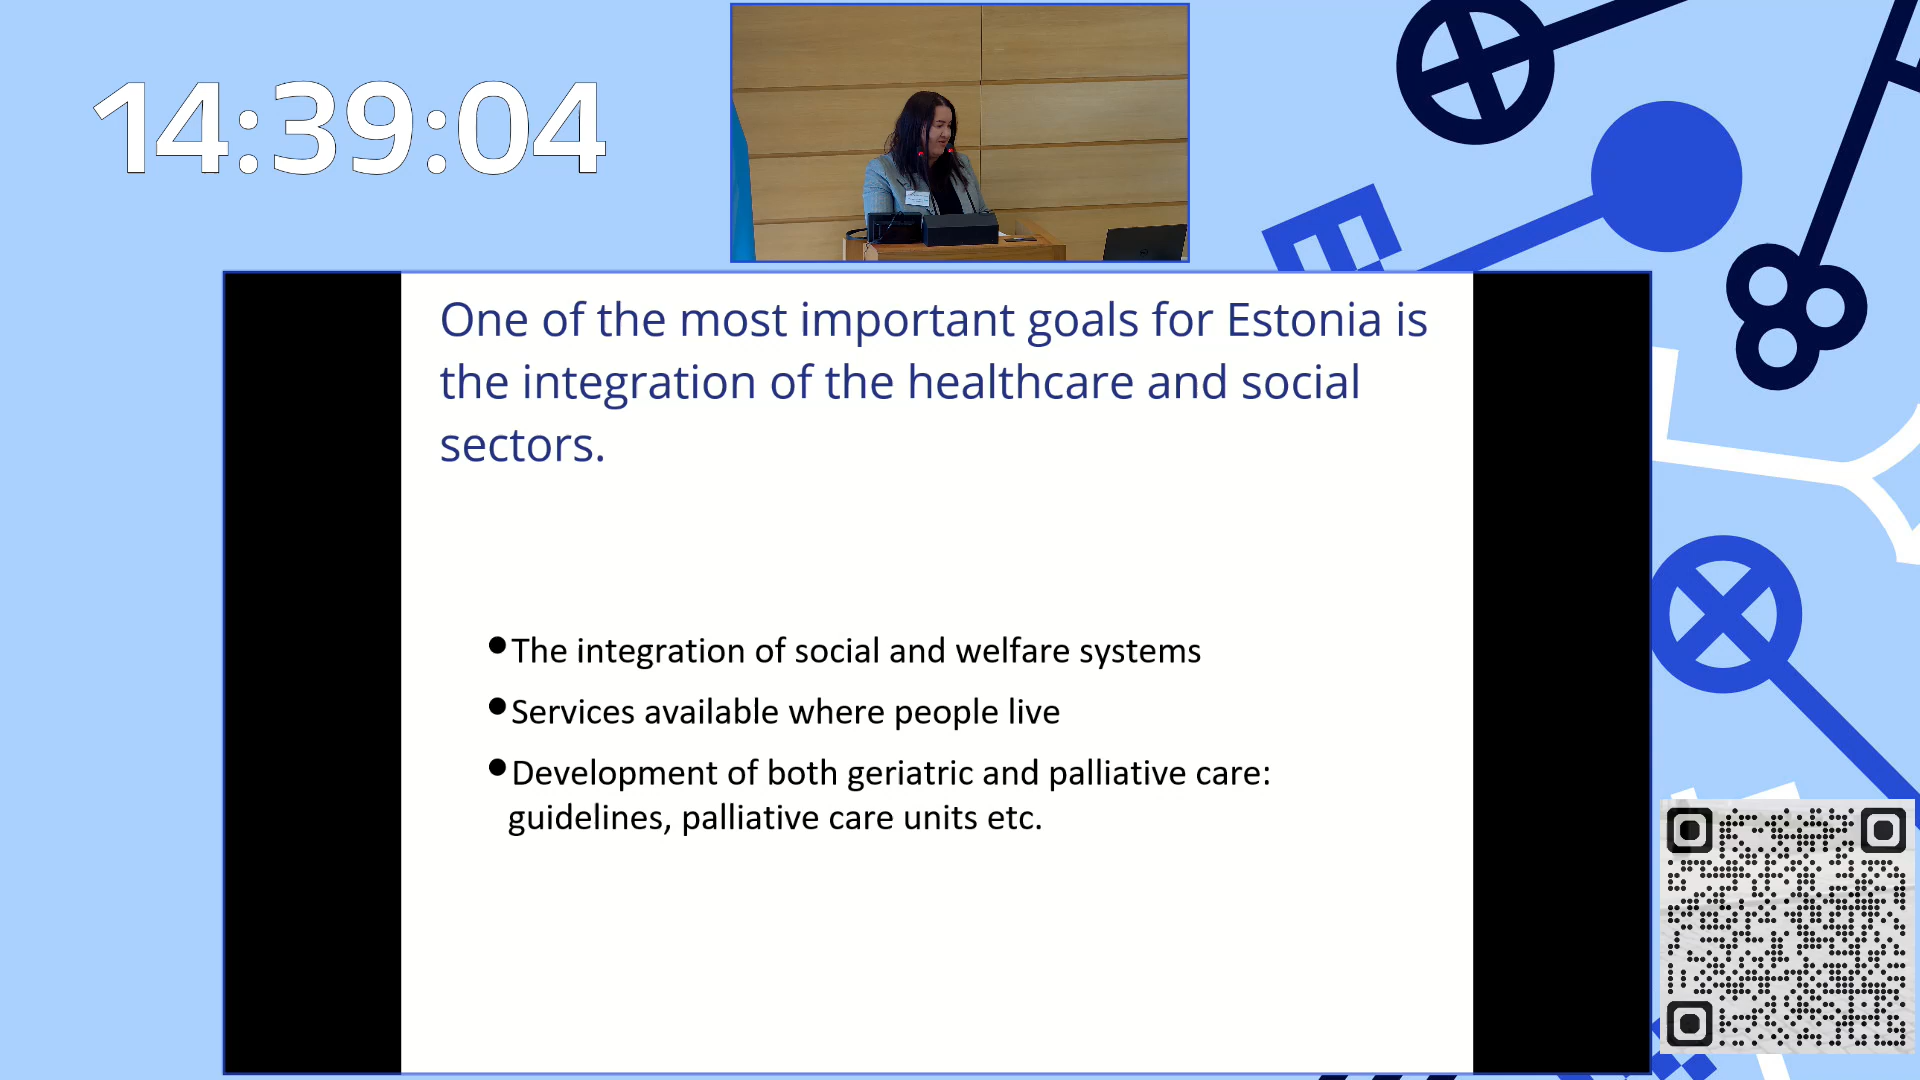 14:39:04
One of the most important goals for Estonia is
the integration of the healthcare and social
sectors.
•The integration of social and welfare systems
•Services available where people live
•Development of both geriatric and palliative care:
guidelines, palliative care units etc.